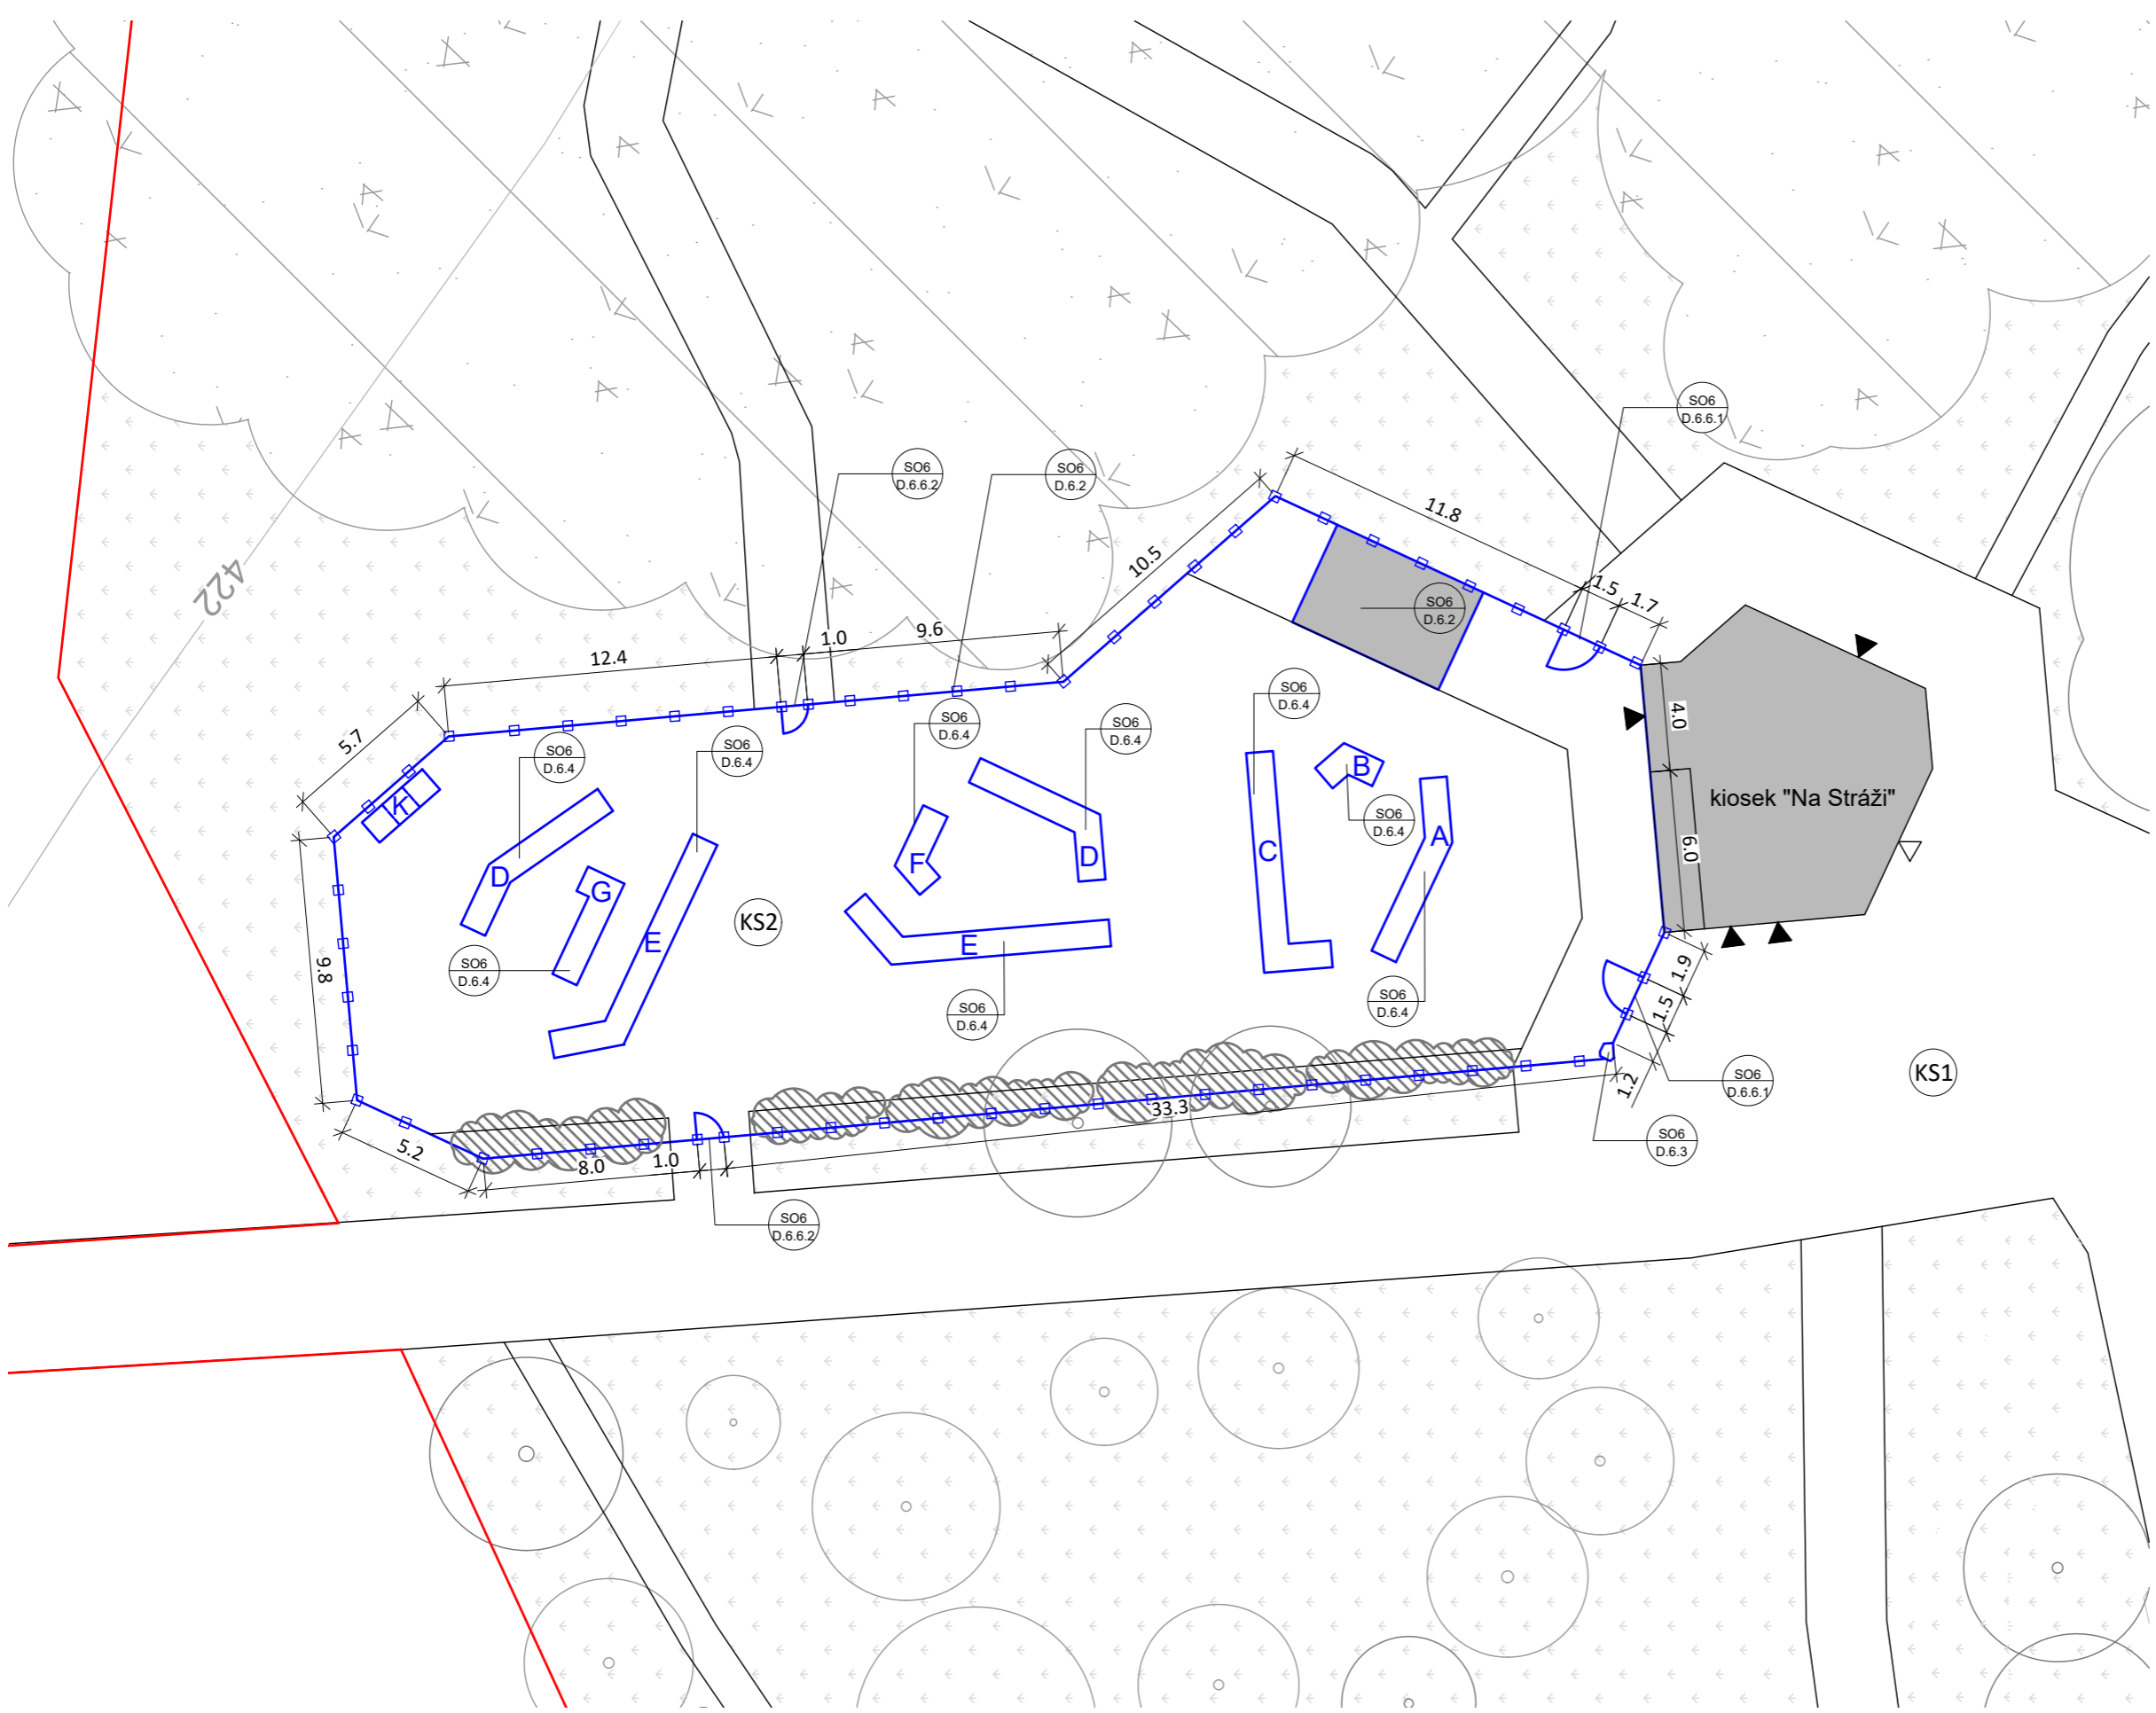 SO6
D.6.6.1
SO6
D.6.6.2
SO6
D.6.2
11.8
10.5
422
1.5
1.7
SO6
D.6.2
12.4
1.0
9.6
5.7
SO6
D.6.4
SO6
D.6.4
SO6
D.6.4
SO6
D.6.4
SO6
D.6.4
4.0
K
B
kiosek "Na Stráži"
SO6
D.6.4
A
C
D
F
D
G
6.0
KS2
E
E
9.8
SO6
D.6.4
SO6
D.6.4
SO6
D.6.4
1.9
1.5
1.2
KS1
SO6
D.6.6.1
33.3
SO6
D.6.3
5.2
8.0
1.0
SO6
D.6.6.2